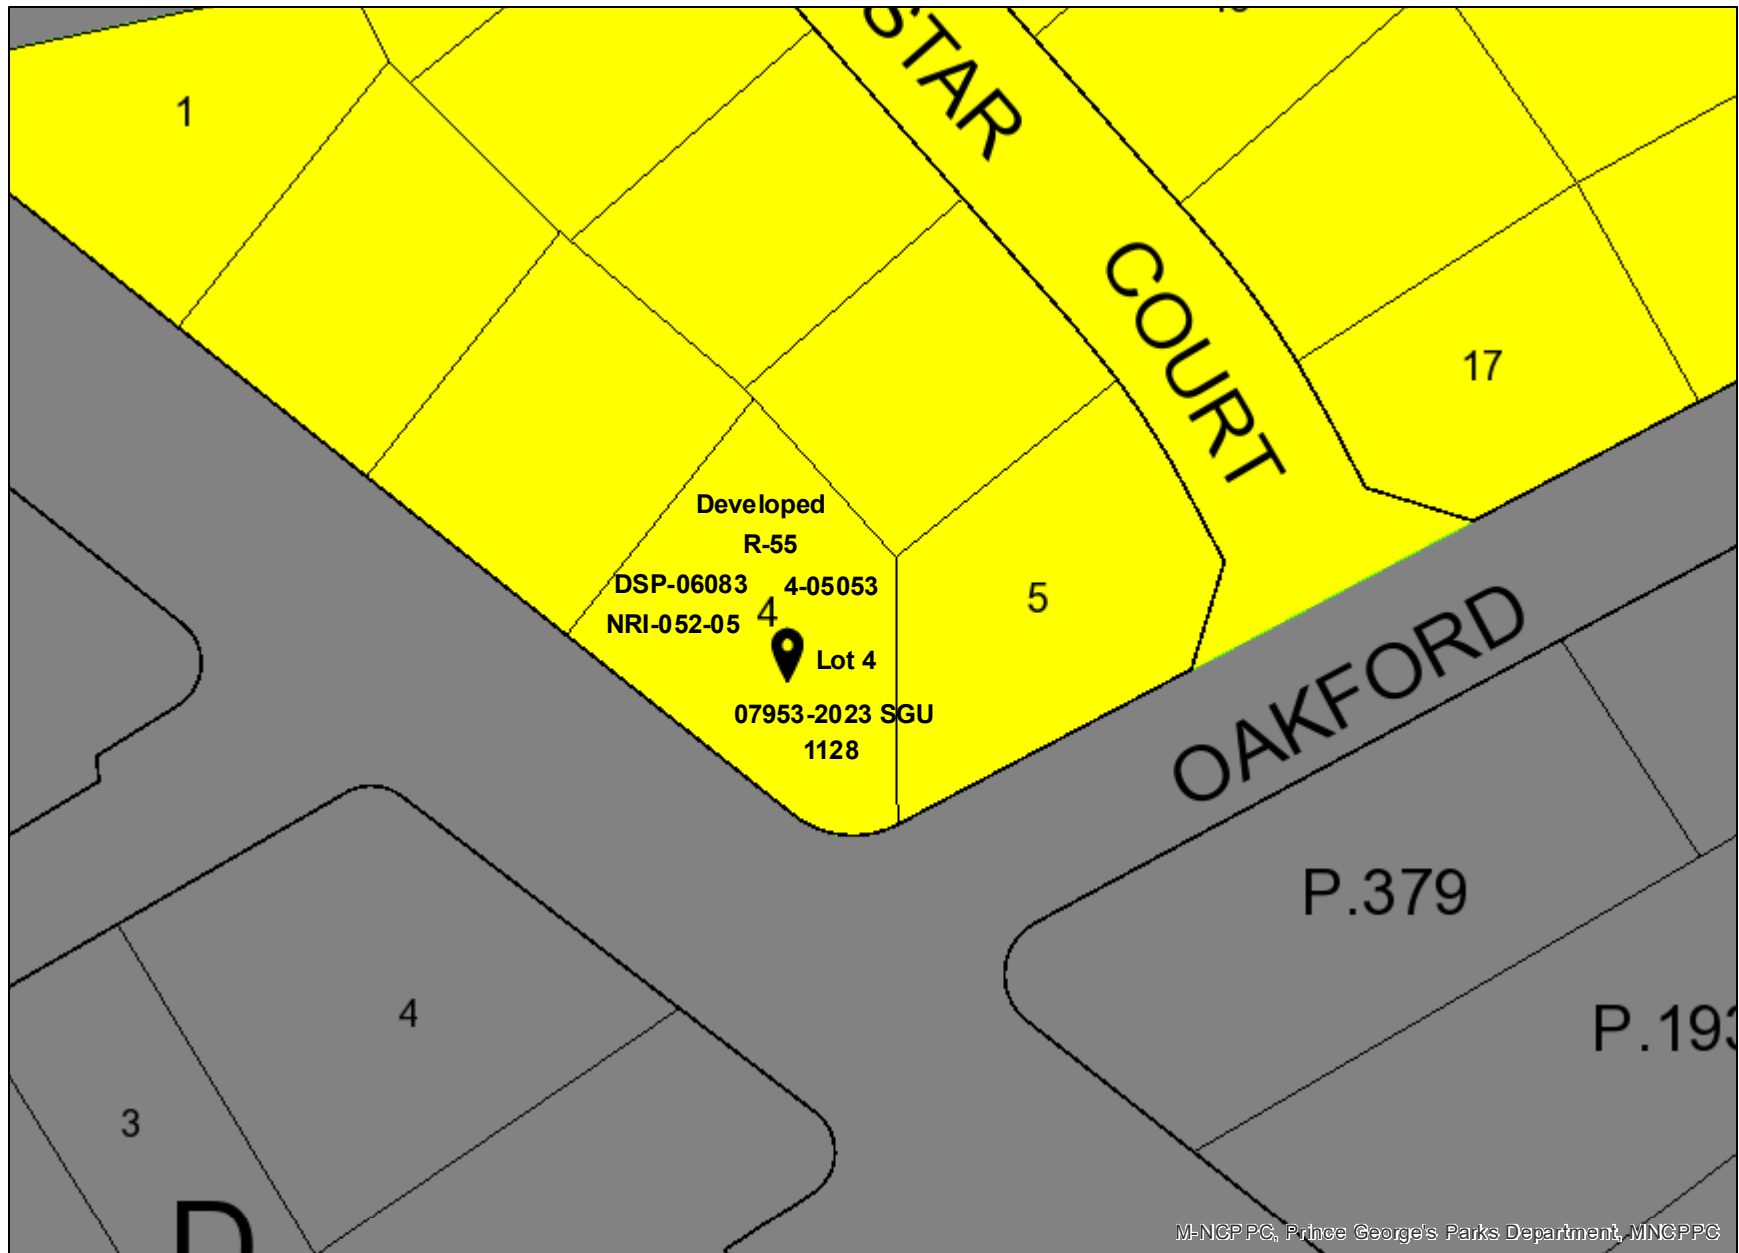 1
STAR
COURT
17
Developed
R-55
DSP-06083 4-05053
4
NRI-052-05
Lot 4
5
07953-2023 SGU
1128
OAKFORD
P.379
4
3
D
M-NCPPC, Prince George's Parks Department, MNCPPC